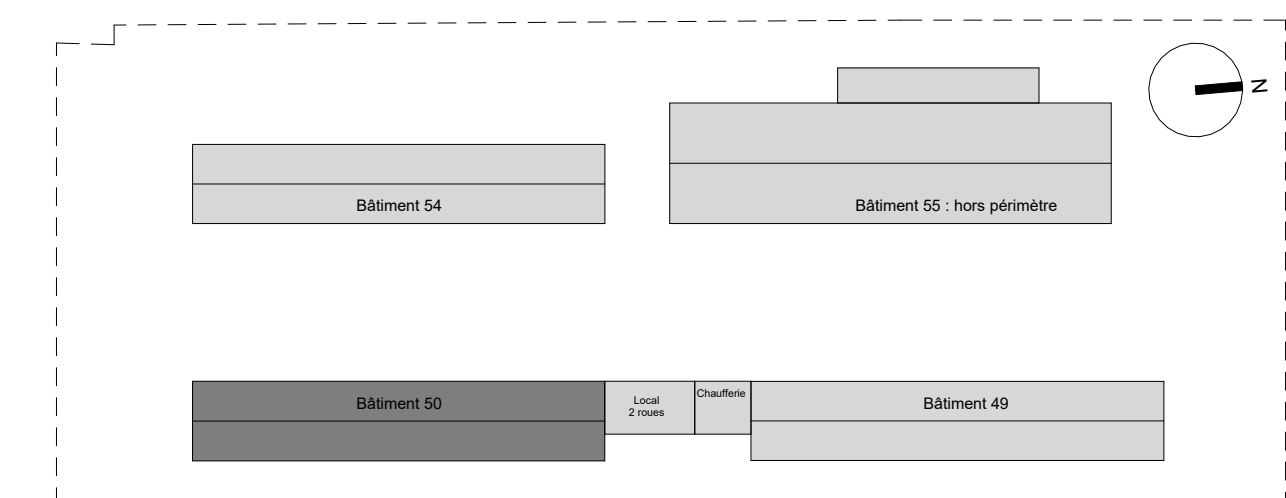 N
Bâtiment 54
Bâtiment 55 : hors périmètre
Bâtiment 50
Local
2 roues
Chaufferie
Bâtiment 49